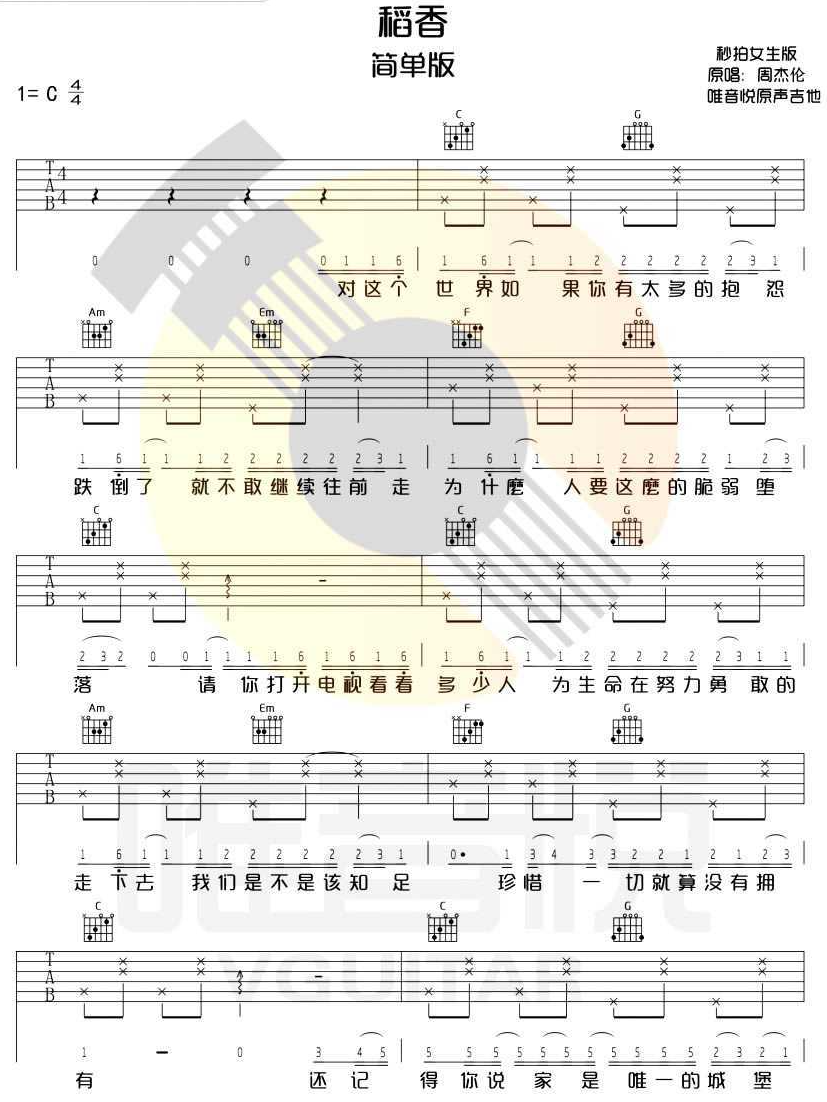 稻香
简单版
秒拍女生版
原唱：周杰伦
唯音悦原声吉他
1= C 4/4
C G
T A B 4 4
0 0 0 0 1 1 6 1 6 1 1 1 2 2 2 2 2 2 3 1
对这个 世界如 果你有太多的抱 怨
Am Em F G
T A B
1 6 1 1 1 2 2 2 2 2 2 3 1 1 6 1 1 1 1 2 2 2 2 1 2 3
跌倒了 就不敢继续往前走 为什麼 人要这麽的脆弱堕
C C G
T A B
2 3 2 0 0 1 1 1 1 6 1 6 1 6 1 6 1 1 1 2 2 2 2 2 2 3 1 1
落 请 你打开电视看看 多少人 为生命在努力勇 敢的
Am Em F G
T A B
1 6 1 1 1 2 2 2 2 2 2 3 1 0 1 3 4 3 3 2 2 1 2 1 2 3
走下去 我们是不是该知足 珍惜 一 切就算没有拥
C C G
T A B
1 0 3 4 5 5 5 5 5 5 5 5 5 2 3 2 5
有 还记 得你说家是唯一的城堡
唯音悦
VGUITAR